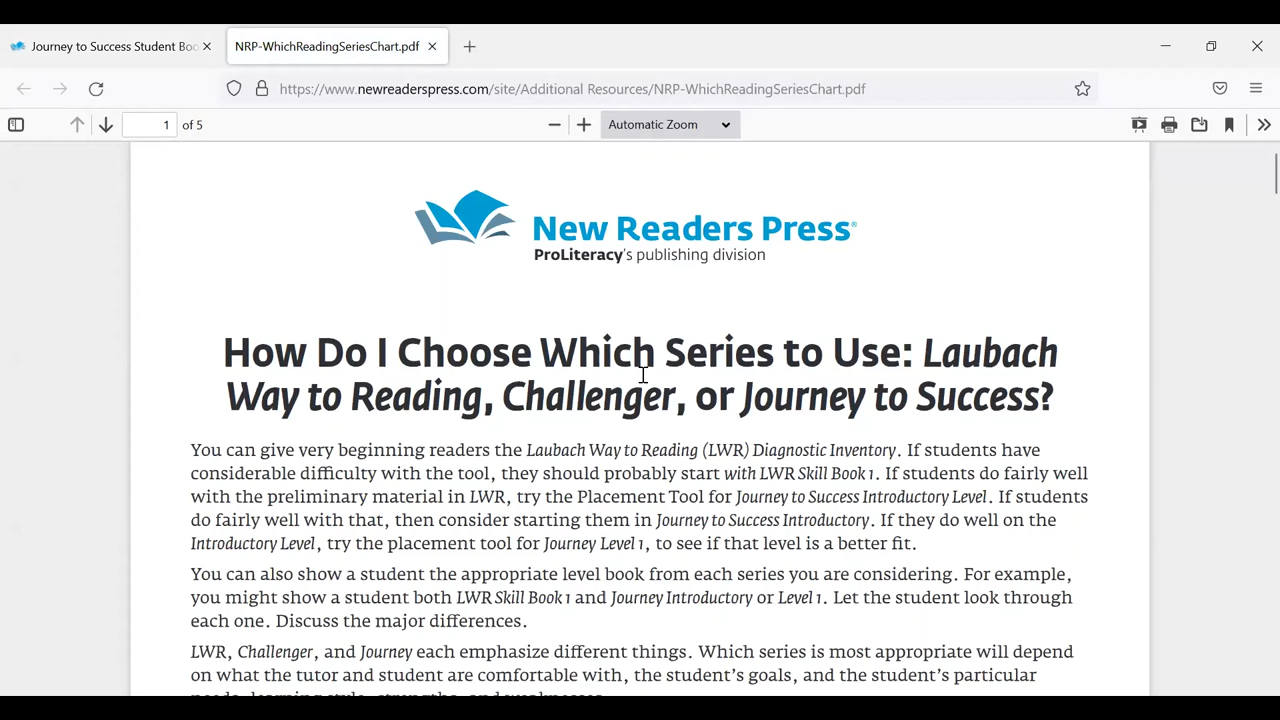 Journey to Success Student Boo
NRP-WhichReadingSeriesChart.pdf
https://www.newreaderspress.com/site/Additional Resources/NRP-WhichReadingSeriesChart.pdf
1 of 5
Automatic Zoom
New Readers Press®
ProLiteracy's publishing division
How Do I Choose Which Series to Use: Laubach
Way to Reading, Challenger, or Journey to Success?
You can give very beginning readers the Laubach Way to Reading (LWR) Diagnostic Inventory. If students have
considerable difficulty with the tool, they should probably start with LWR Skill Book 1. If students do fairly well
with the preliminary material in LWR, try the Placement Tool for Journey to Success Introductory Level. If students
do fairly well with that, then consider starting them in Journey to Success Introductory. If they do well on the
Introductory Level, try the placement tool for Journey Level 1, to see if that level is a better fit.
You can also show a student the appropriate level book from each series you are considering. For example,
you might show a student both LWR Skill Book 1 and Journey Introductory or Level 1. Let the student look through
each one. Discuss the major differences.
LWR, Challenger, and Journey each emphasize different things. Which series is most appropriate will depend
on what the tutor and student are comfortable with, the student's goals, and the student's particular
needs, learning style, strengths, and weaknesses.